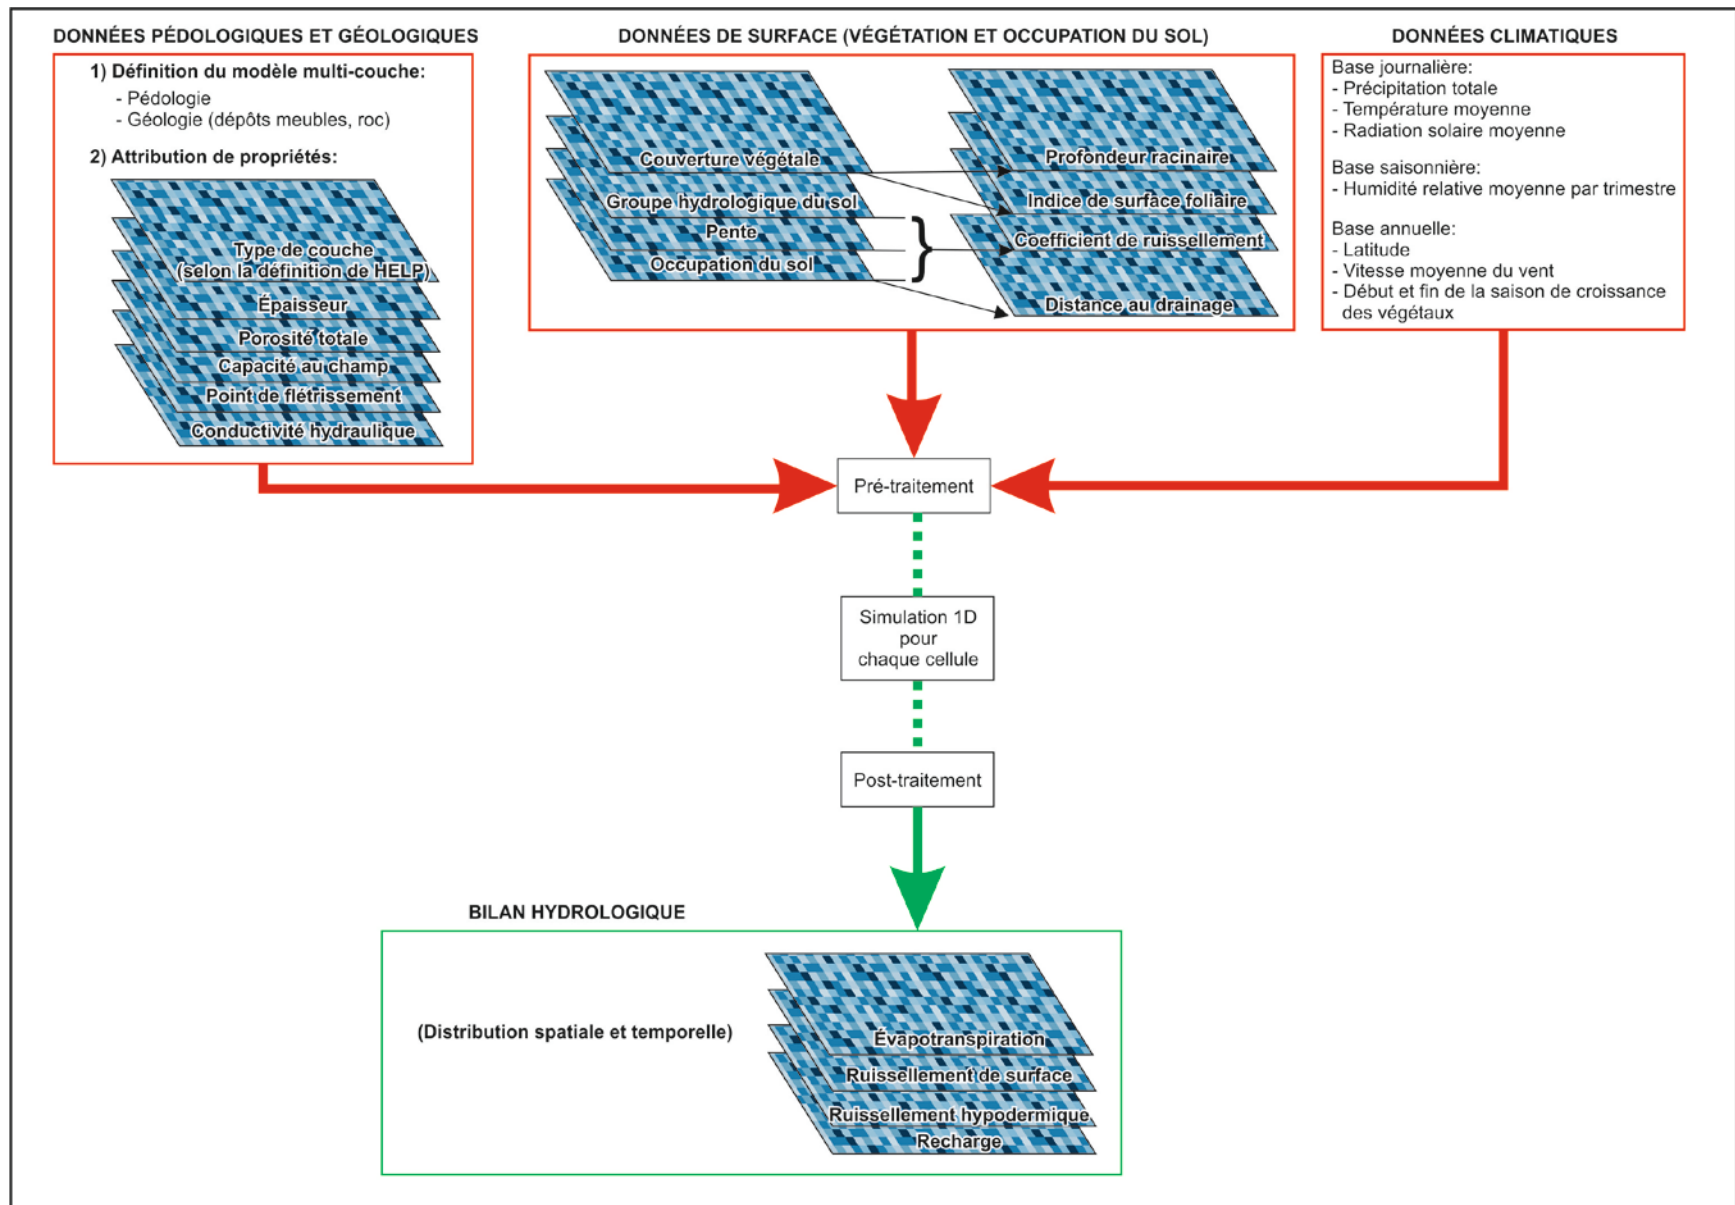 DONNÉES PÉDOLOGIQUES ET GÉOLOGIQUES
1) Définition du modèle multi-couche:
- Pédologie
- Géologie (dépôts meubles, roc)
2) Attribution de propriétés:
Type de couche
(selon la définition de HELP)
Épaisseur
Porosité totale
Capacité au champ
Point de flétrissement
Conductivité hydraulique
DONNÉES DE SURFACE (VÉGÉTATION ET OCCUPATION DU SOL)
Couverture végétale
Groupe hydrologique du sol
Pente
Occupation du sol
Profondeur racinaire
Indice de surface foliaire
Coefficient de ruissellement
Distance au drainage
DONNÉES CLIMATIQUES
Base journalière:
- Précipitation totale
- Température moyenne
- Radiation solaire moyenne
Base saisonnière:
- Humidité relative moyenne par trimestre
Base annuelle:
- Latitude
- Vitesse moyenne du vent
- Début et fin de la saison de croissance
des végétaux
Pré-traitement
Simulation 1D
pour
chaque cellule
Post-traitement
BILAN HYDROLOGIQUE
(Distribution spatiale et temporelle)
Évapotranspiration
Ruissellement de surface
Ruissellement hypodermique
Recharge